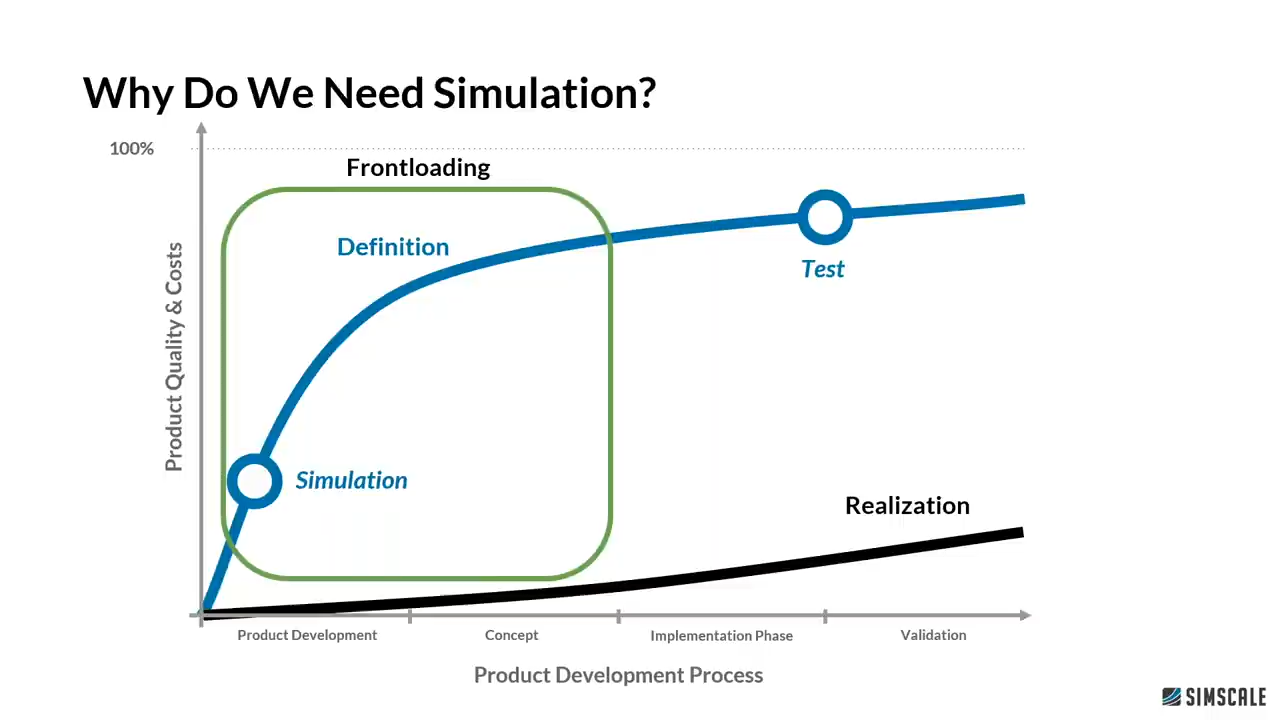 Why Do We Need Simulation?
100%
Frontloading
Definition
Test
Product Quality & Costs
Simulation
Realization
Product Development
Concept
Implementation Phase
Validation
Product Development Process
SIMSCALE